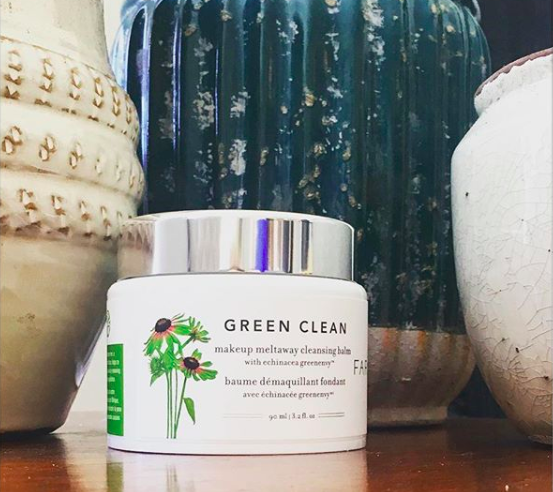 GREEN CLEAN
makeup meltaway cleansing balm
with echinacea greenenvy™
FAR
baume démaquillant fondant
avec échinacée greenenvy™
90 ml | 3.2 fl. oz